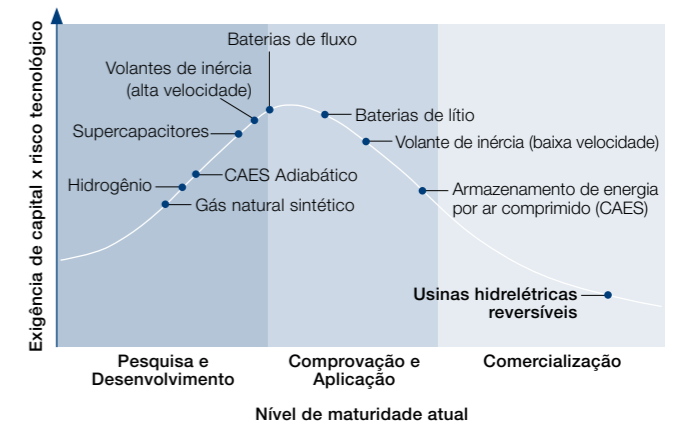 Exigência de capital x risco tecnológico
Baterias de fluxo
Volantes de inércia
(alta velocidade)
Supercapacitores
Hidrogênio
CAES Adiabático
Gás natural sintético
Baterias de lítio
Volante de inércia (baixa velocidade)
Armazenamento de energia
por ar comprimido (CAES)
Usinas hidrelétricas
reversíveis
Pesquisa e
Desenvolvimento
Comprovação e
Aplicação
Comercialização
Nível de maturidade atual